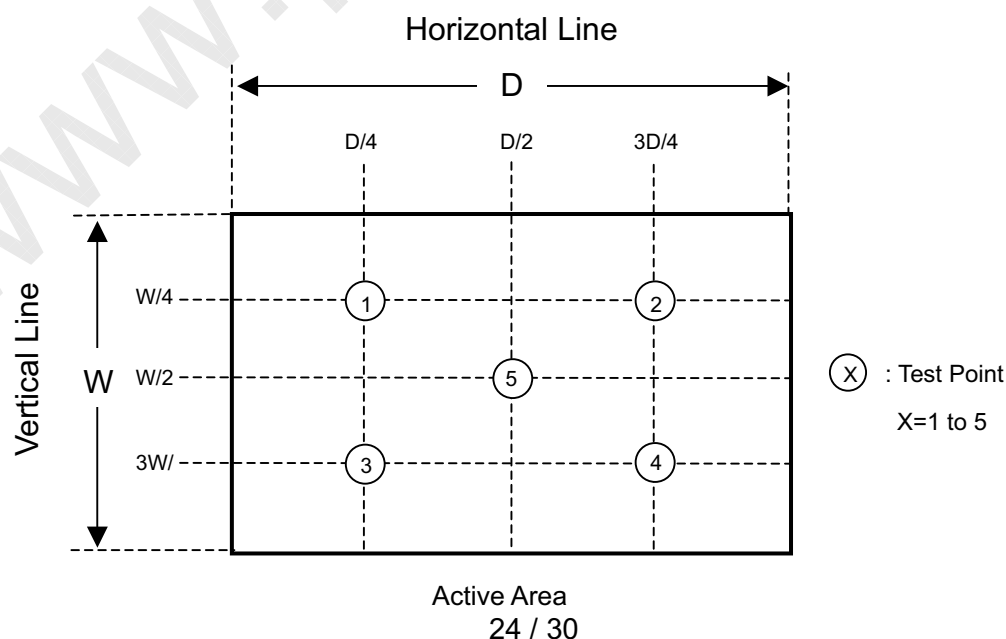 Horizontal Line
D
D/4 D/2 3D/4
W/4
1 2
Vertical Line
W
W/2
5
X : Test Point
X=1 to 5
3W/
3 4
Active Area
24 / 30
www.